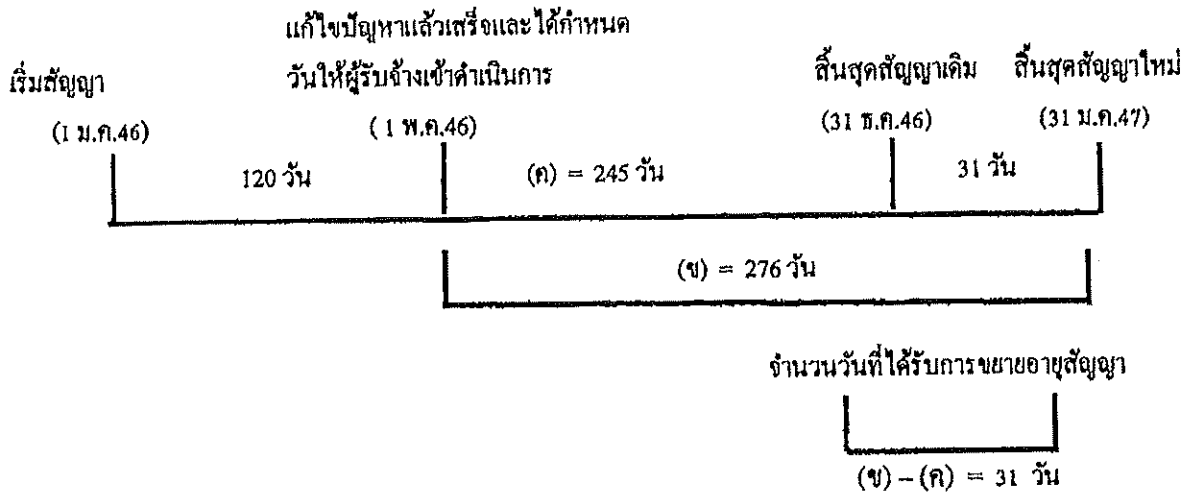 แก้ไขปัญหาแล้วเสร็จและได้กำหนด
วันให้ผู้รับจ้างเข้าดำเนินการ
เริ่มสัญญา
สิ้นสุดสัญญาเดิม
สิ้นสุดสัญญาใหม่
(1 ม.ค.46)
( 1 พ.ค.46)
(31 ธ.ค.46)
(31 ม.ค.47)
120 วัน
(ค) = 245 วัน
31 วัน
(ข) = 276 วัน
จำนวนวันที่ได้รับการขยายอายุสัญญา
(ข) – (ค) = 31 วัน